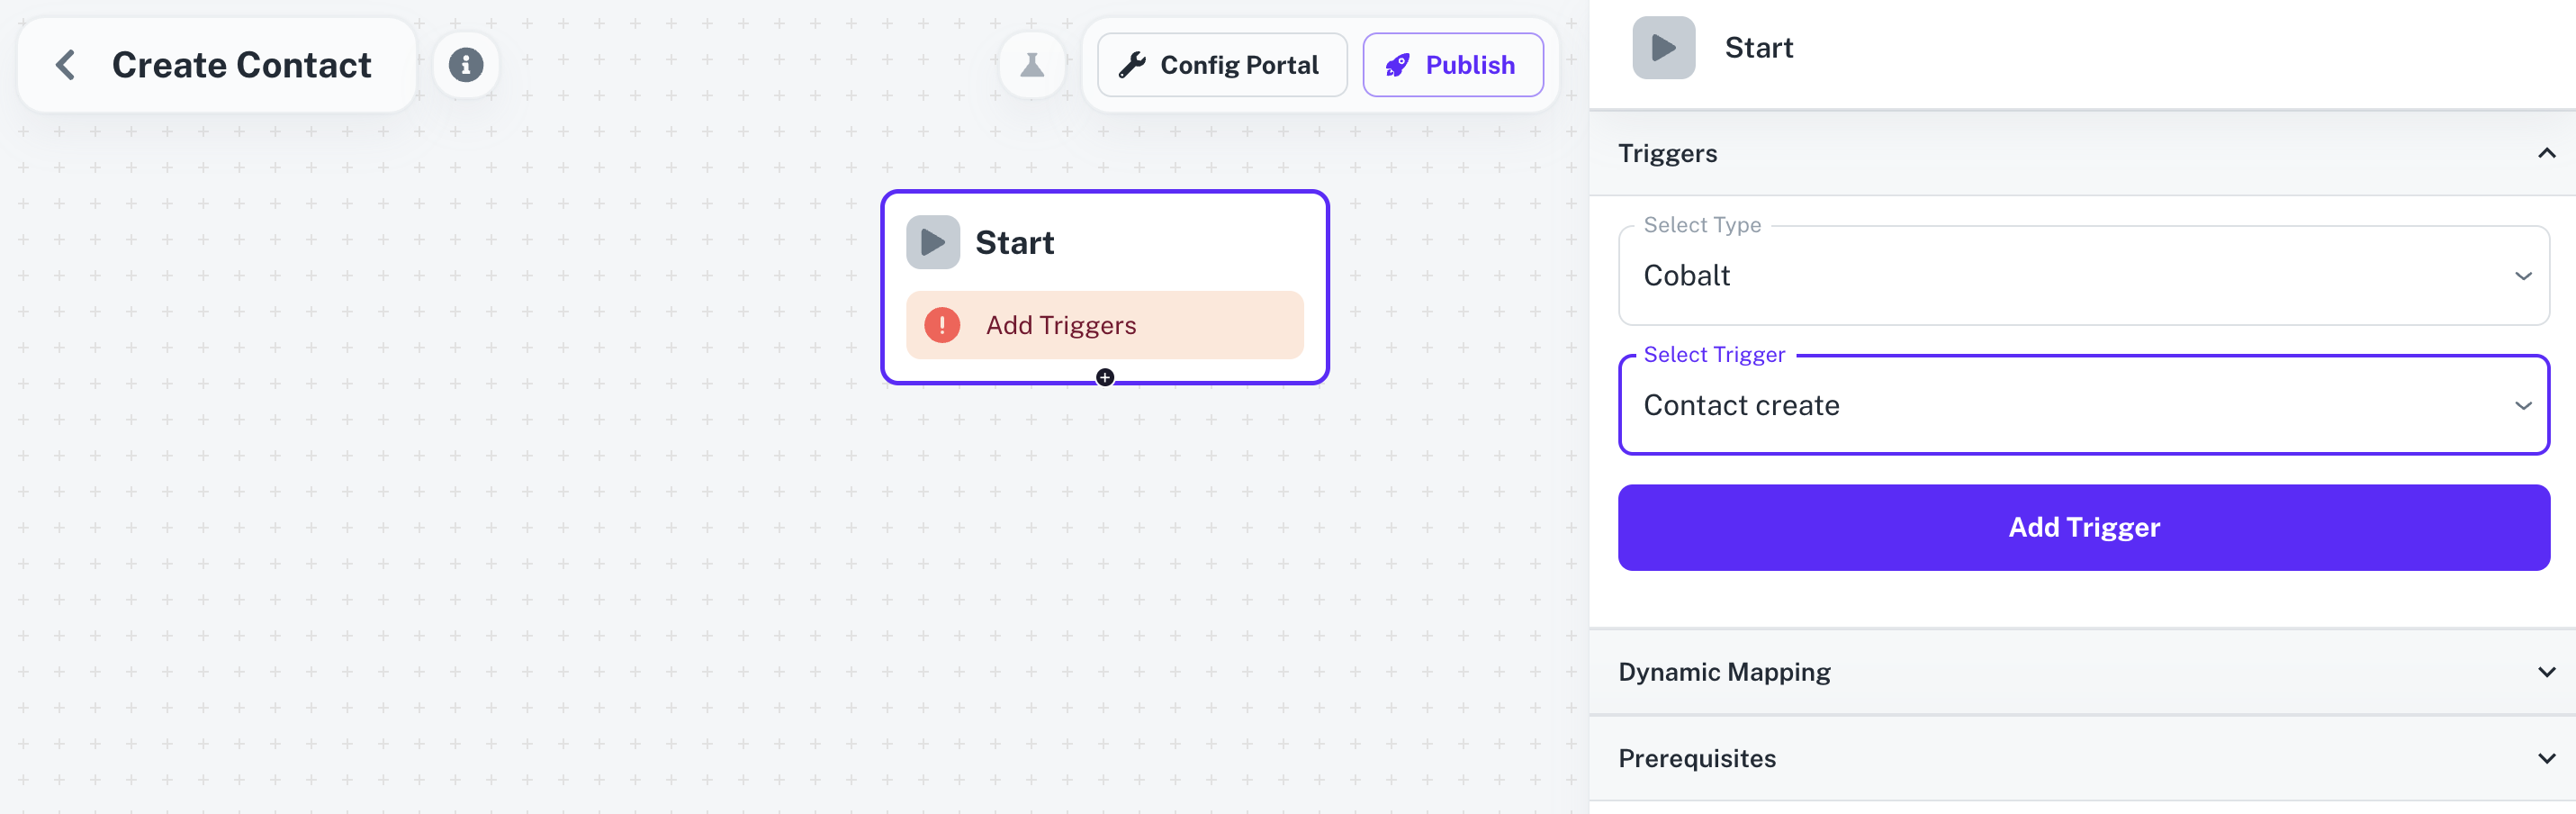 Create Contact
Config Portal
Publish
Start
Add Triggers
Start
Triggers
Select Type
Cobalt
Select Trigger
Contact create
Add Trigger
Dynamic Mapping
Prerequisites